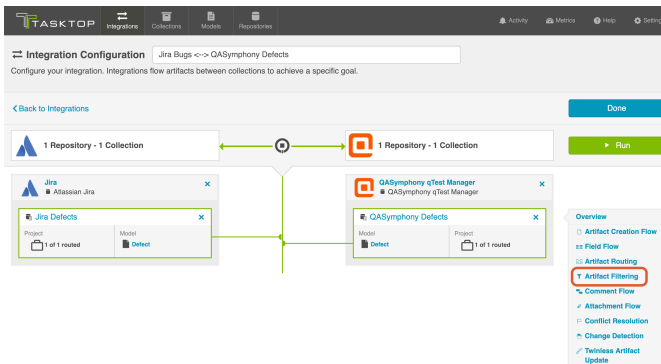 TASKTOP
Integrations
Collections
Models
Repositories
Activity
Metrics
Help
Setting
Integration Configuration
Jira Bugs <--> QASymphony Defects
Configure your integration. Integrations flow artifacts between collections to achieve a specific goal.
Back to Integrations
Done
1 Repository - 1 Collection
1 Repository - 1 Collection
Run
Jira
Atlassian Jira
QASymphony qTest Manager
QASymphony qTest Manager
Jira Defects
Project
1 of 1 routed
Model
Defect
QASymphony Defects
Model
Defect
Project
1 of 1 routed
Overview
Artifact Creation Flow
Field Flow
Artifact Routing
Artifact Filtering
Comment Flow
Attachment Flow
Conflict Resolution
Change Detection
Twinless Artifact
Update